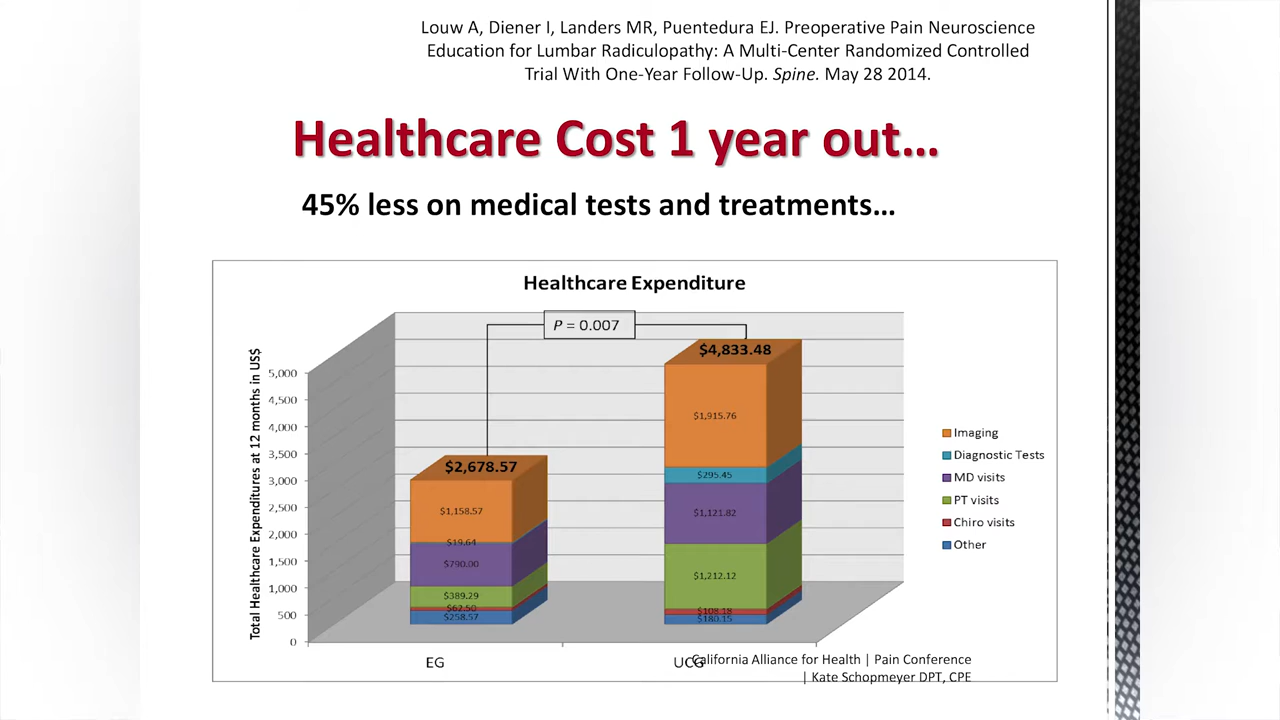 Louw A, Diener I, Landers MR, Puentedura EJ. Preoperative Pain Neuroscience
Education for Lumbar Radiculopathy: A Multi-Center Randomized Controlled
Trial With One-Year Follow-Up. Spine. May 28 2014.
Healthcare Cost 1 year out...
45% less on medical tests and treatments...
Healthcare Expenditure
P = 0.007
Total Healthcare Expenditures at 12 months in US$
5,000
4,500
4,000
3,500
3,000
2,500
2,000
1,500
1,000
500
0
$2,678.57
$1,158.57
$19.64
$790.00
$389.29
$62.50
$258.57
EG
$4,833.48
$1,915.76
$295.45
$1,121.82
$1,212.12
$108.18
$180.15
UCG
Imaging
Diagnostic Tests
MD visits
PT visits
Chiro visits
Other
California Alliance for Health | Pain Conference
| Kate Schopmeyer DPT, CPE